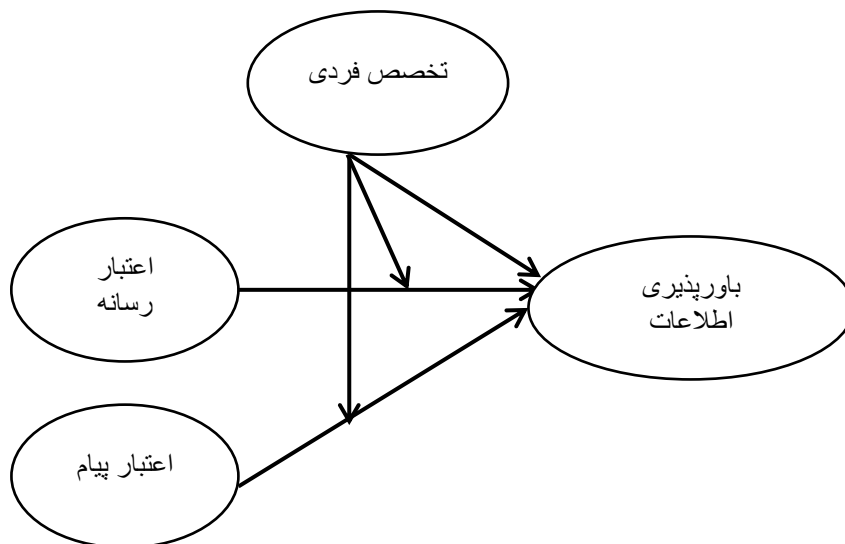 تخصص فردی
اعتبار
رسانه
باورپذیری
اطلاعات
اعتبار پیام